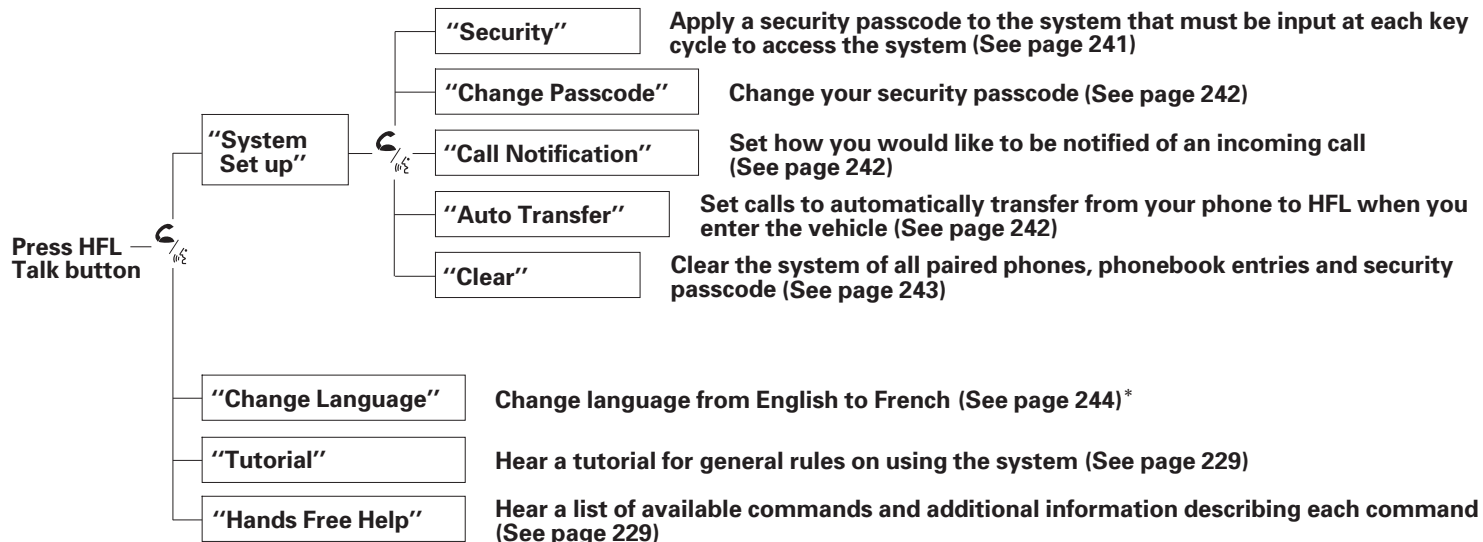 Press HFL
Talk button
"System
Set up"
"Security"
Apply a security passcode to the system that must be input at each key
cycle to access the system (See page 241)
"Change Passcode"
Change your security passcode (See page 242)
"Call Notification"
Set how you would like to be notified of an incoming call
(See page 242)
"Auto Transfer"
Set calls to automatically transfer from your phone to HFL when you
enter the vehicle (See page 242)
"Clear"
Clear the system of all paired phones, phonebook entries and security
passcode (See page 243)
"Change Language"
Change language from English to French (See page 244)*
"Tutorial"
Hear a tutorial for general rules on using the system (See page 229)
"Hands Free Help"
Hear a list of available commands and additional information describing each command
(See page 229)